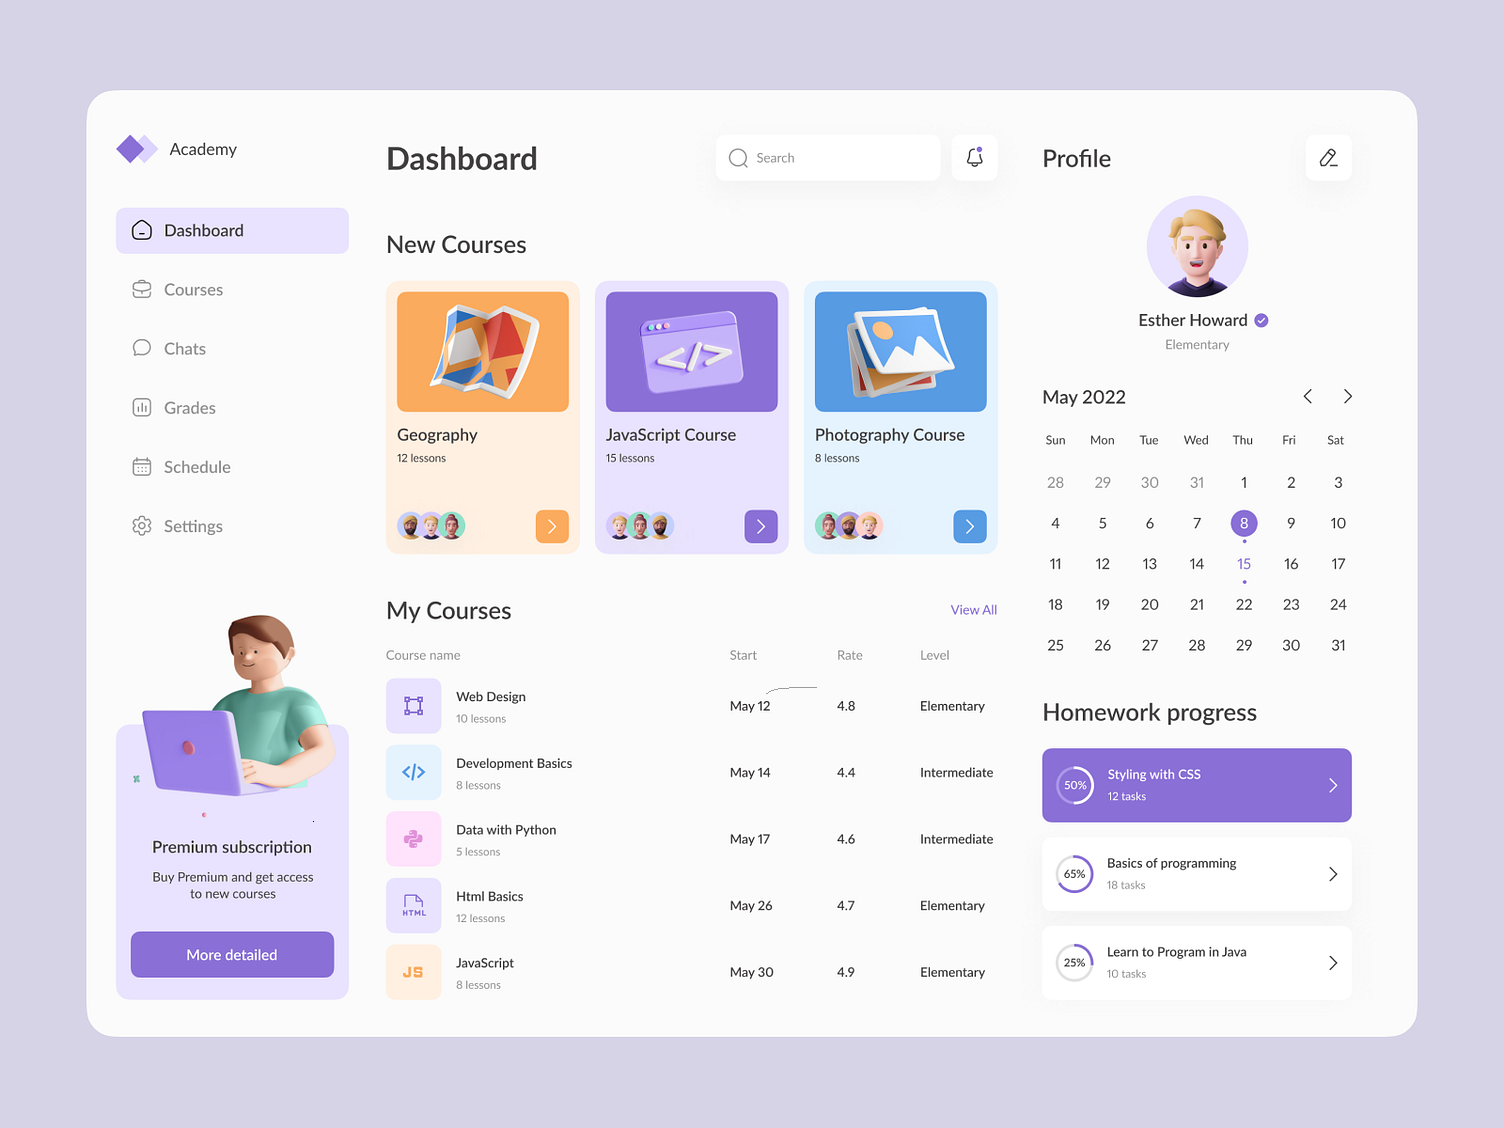 Academy
Dashboard
Courses
Chats
Grades
Schedule
Settings
Premium subscription
Buy Premium and get access
to new courses
More detailed
Dashboard
Search
New Courses
Geography
12 lessons
JavaScript Course
15 lessons
Photography Course
8 lessons
My Courses
View All
Course name Start Rate Level
Web Design
10 lessons
May 12 4.8 Elementary
Development Basics
8 lessons
May 14 4.4 Intermediate
Data with Python
5 lessons
May 17 4.6 Intermediate
HTML
Html Basics
12 lessons
May 26 4.7 Elementary
JS
JavaScript
8 lessons
May 30 4.9 Elementary
Profile
Esther Howard
Elementary
May 2022
Sun Mon Tue Wed Thu Fri Sat
28 29 30 31 1 2 3
4 5 6 7 8 9 10
11 12 13 14 15 16 17
18 19 20 21 22 23 24
25 26 27 28 29 30 31
Homework progress
50%
Styling with CSS
12 tasks
65%
Basics of programming
18 tasks
25%
Learn to Program in Java
10 tasks